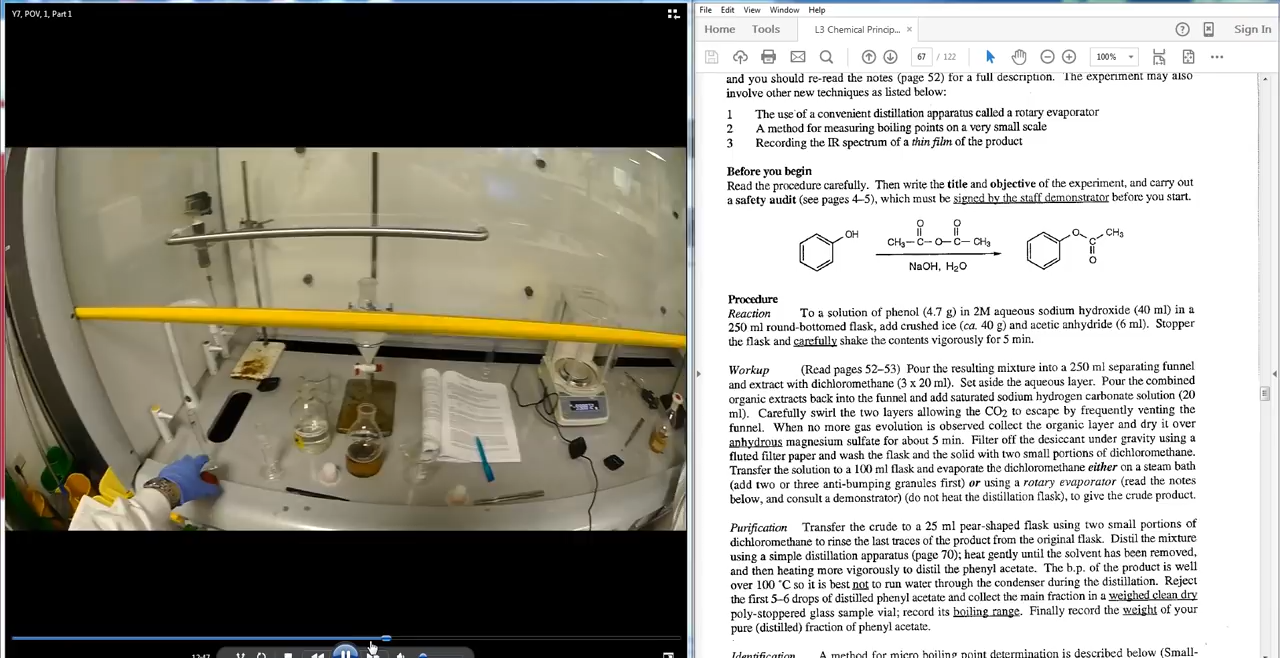 Y7, POV, 1, Part 1
File Edit View Window Help
Home Tools L3 Chemical Princip... ×
Sign In
67 / 122
100%
and you should re-read the notes (page 52) for a full description. The experiment may also
involve other new techniques as listed below:
1 The use of a convenient distillation apparatus called a rotary evaporator
2 A method for measuring boiling points on a very small scale
3 Recording the IR spectrum of a thin film of the product
Before you begin
Read the procedure carefully. Then write the title and objective of the experiment, and carry out
a safety audit (see pages 4–5), which must be signed by the staff demonstrator before you start.
OH
O O
CH₃—C—O—C—CH₃
NaOH, H₂O
O C CH₃
O
Procedure
Reaction To a solution of phenol (4.7 g) in 2M aqueous sodium hydroxide (40 ml) in a
250 ml round-bottomed flask, add crushed ice (ca. 40 g) and acetic anhydride (6 ml). Stopper
the flask and carefully shake the contents vigorously for 5 min.
Workup (Read pages 52–53) Pour the resulting mixture into a 250 ml separating funnel
and extract with dichloromethane (3 x 20 ml). Set aside the aqueous layer. Pour the combined
organic extracts back into the funnel and add saturated sodium hydrogen carbonate solution (20
ml). Carefully swirl the two layers allowing the CO₂ to escape by frequently venting the
funnel. When no more gas evolution is observed collect the organic layer and dry it over
anhydrous magnesium sulfate for about 5 min. Filter off the desiccant under gravity using a
fluted filter paper and wash the flask and the solid with two small portions of dichloromethane.
Transfer the solution to a 100 ml flask and evaporate the dichloromethane either on a steam bath
(add two or three anti-bumping granules first) or using a rotary evaporator (read the notes
below, and consult a demonstrator) (do not heat the distillation flask), to give the crude product.
Purification Transfer the crude to a 25 ml pear-shaped flask using two small portions of
dichloromethane to rinse the last traces of the product from the original flask. Distil the mixture
using a simple distillation apparatus (page 70); heat gently until the solvent has been removed,
and then heating more vigorously to distil the phenyl acetate. The b.p. of the product is well
over 100 °C so it is best not to run water through the condenser during the distillation. Reject
the first 5–6 drops of distilled phenyl acetate and collect the main fraction in a weighed clean dry
poly-stoppered glass sample vial; record its boiling range. Finally record the weight of your
pure (distilled) fraction of phenyl acetate.
Identification A method for micro boiling point determination is described below (Small-